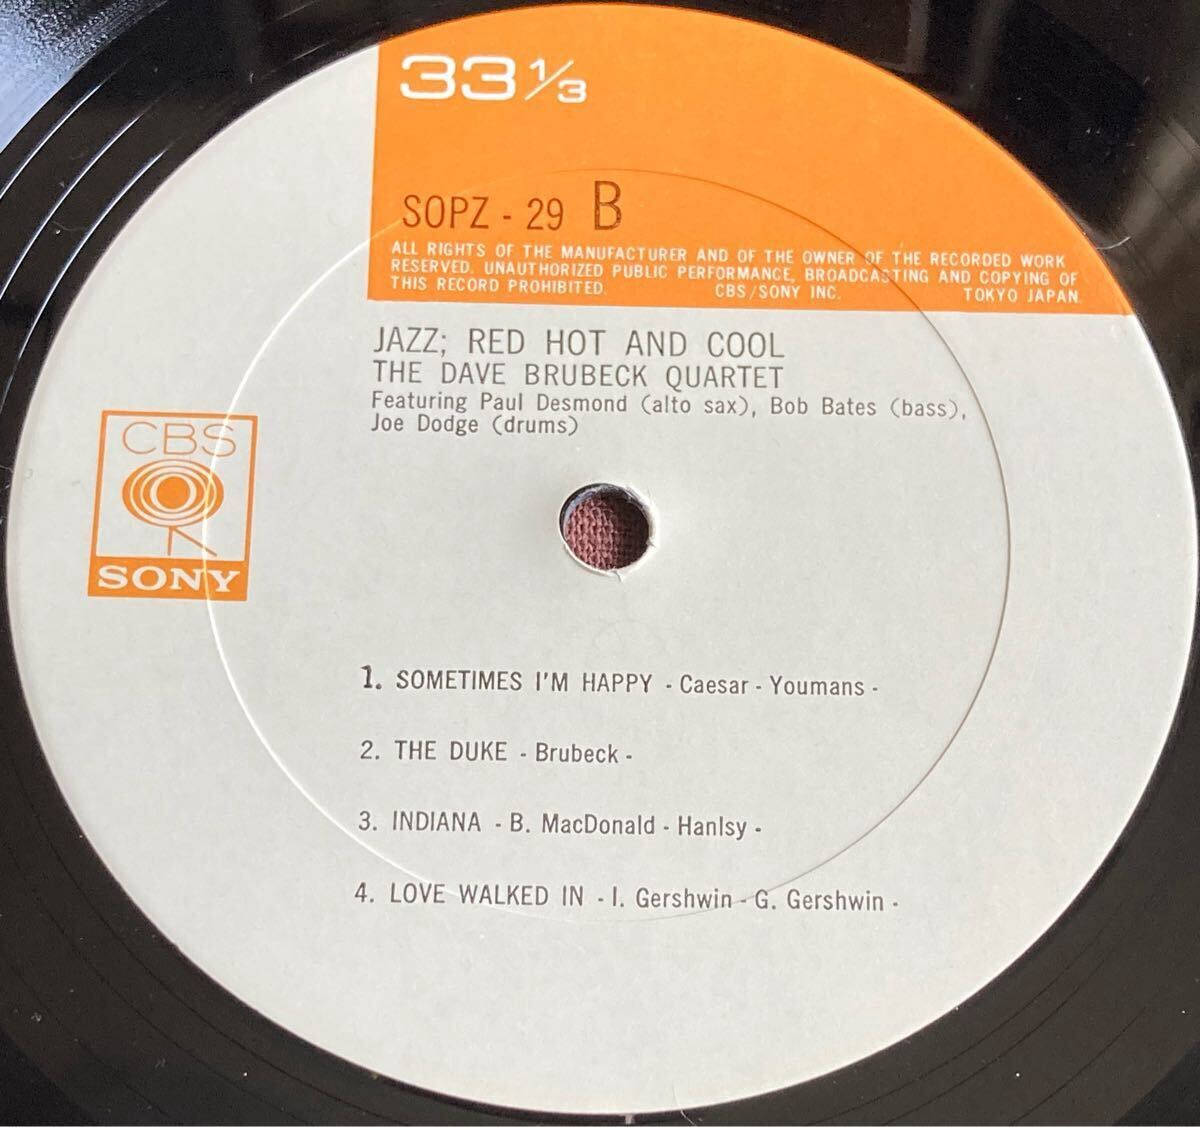 33 1/3
SOPZ - 29 B
ALL RIGHTS OF THE MANUFACTURER AND OF THE OWNER OF THE RECORDED WORK
RESERVED. UNAUTHORIZED PUBLIC PERFORMANCE, BROADCASTING AND COPYING OF
THIS RECORD PROHIBITED. CBS/SONY INC. TOKYO JAPAN.
JAZZ; RED HOT AND COOL
THE DAVE BRUBECK QUARTET
Featuring Paul Desmond (alto sax), Bob Bates (bass),
Joe Dodge (drums)
CBS
SONY
1. SOMETIMES I'M HAPPY - Caesar - Youmans -
2. THE DUKE - Brubeck -
3. INDIANA - B. MacDonald - Hanlsy -
4. LOVE WALKED IN - I. Gershwin - G. Gershwin -